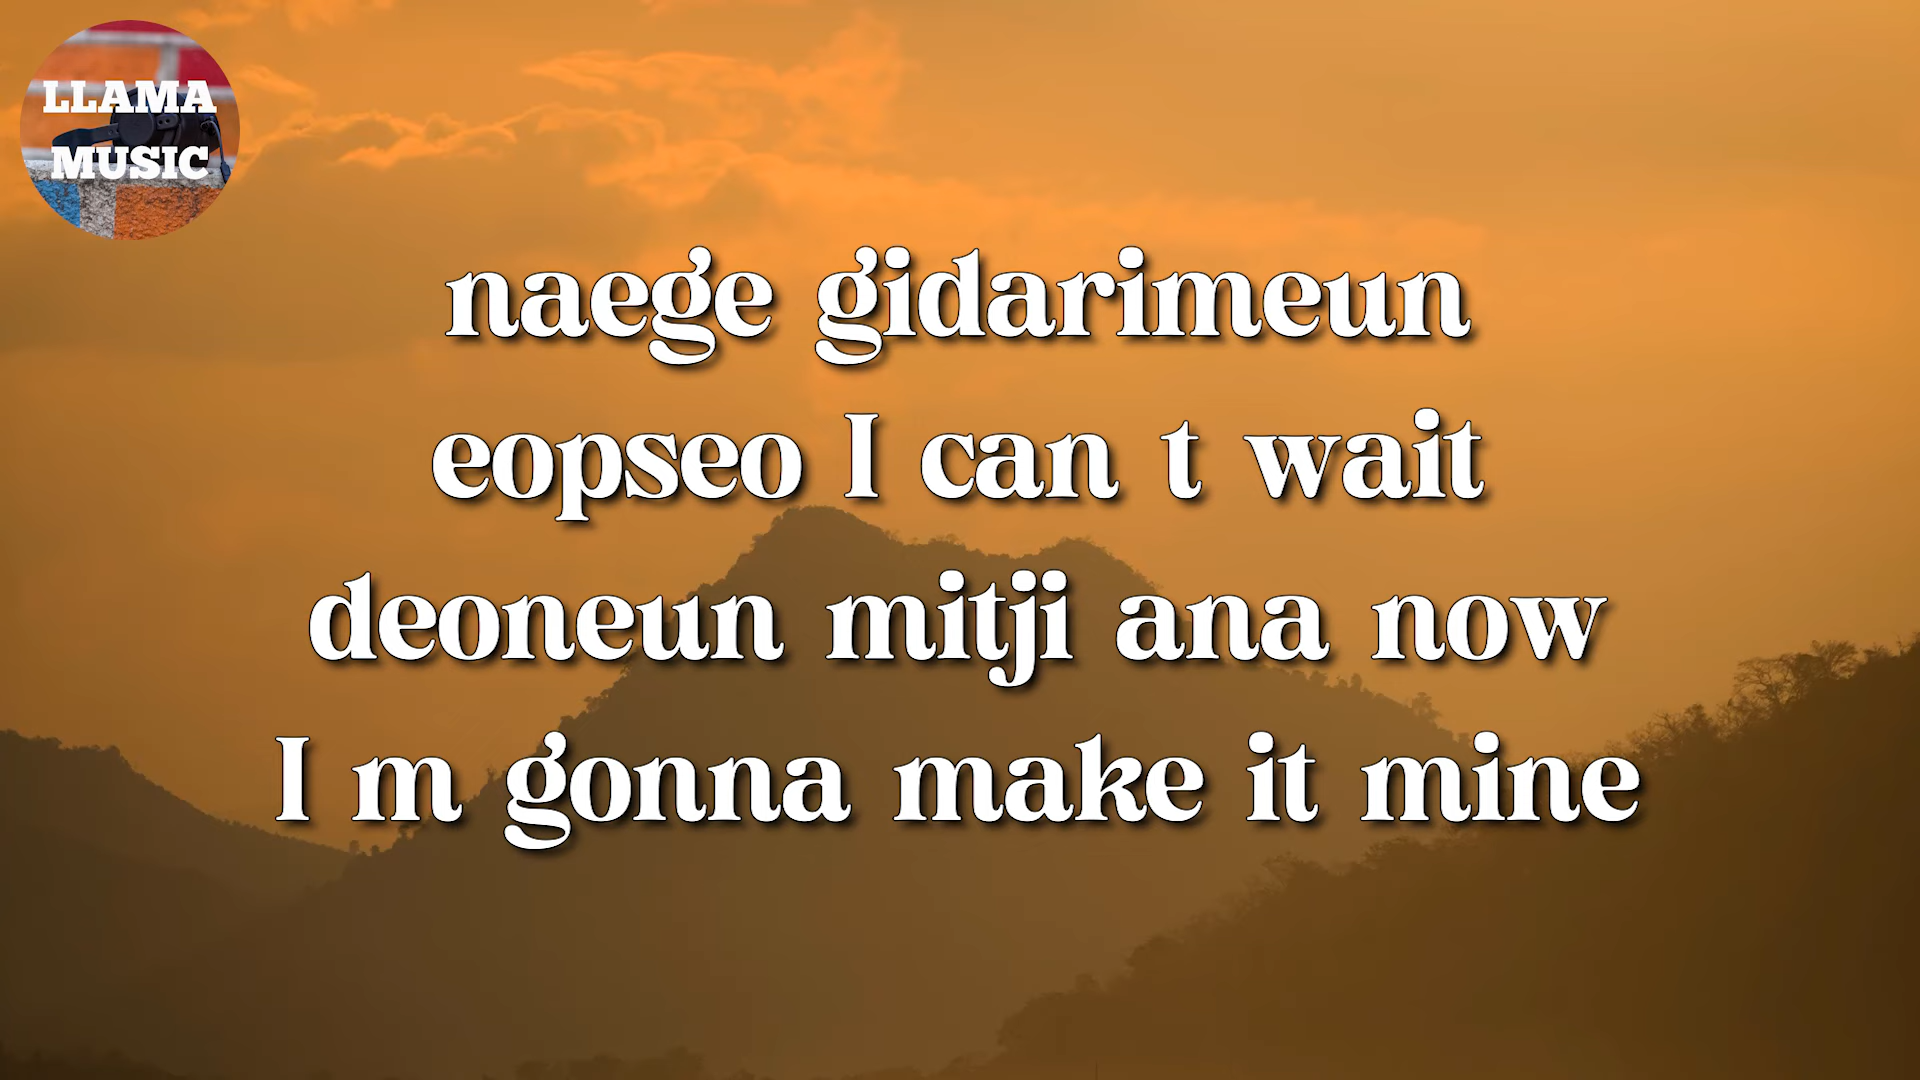 LLAMA
MUSIC
naege gidarimeun
eopseo I can t wait
deoneun mitji ana now
I m gonna make it mine